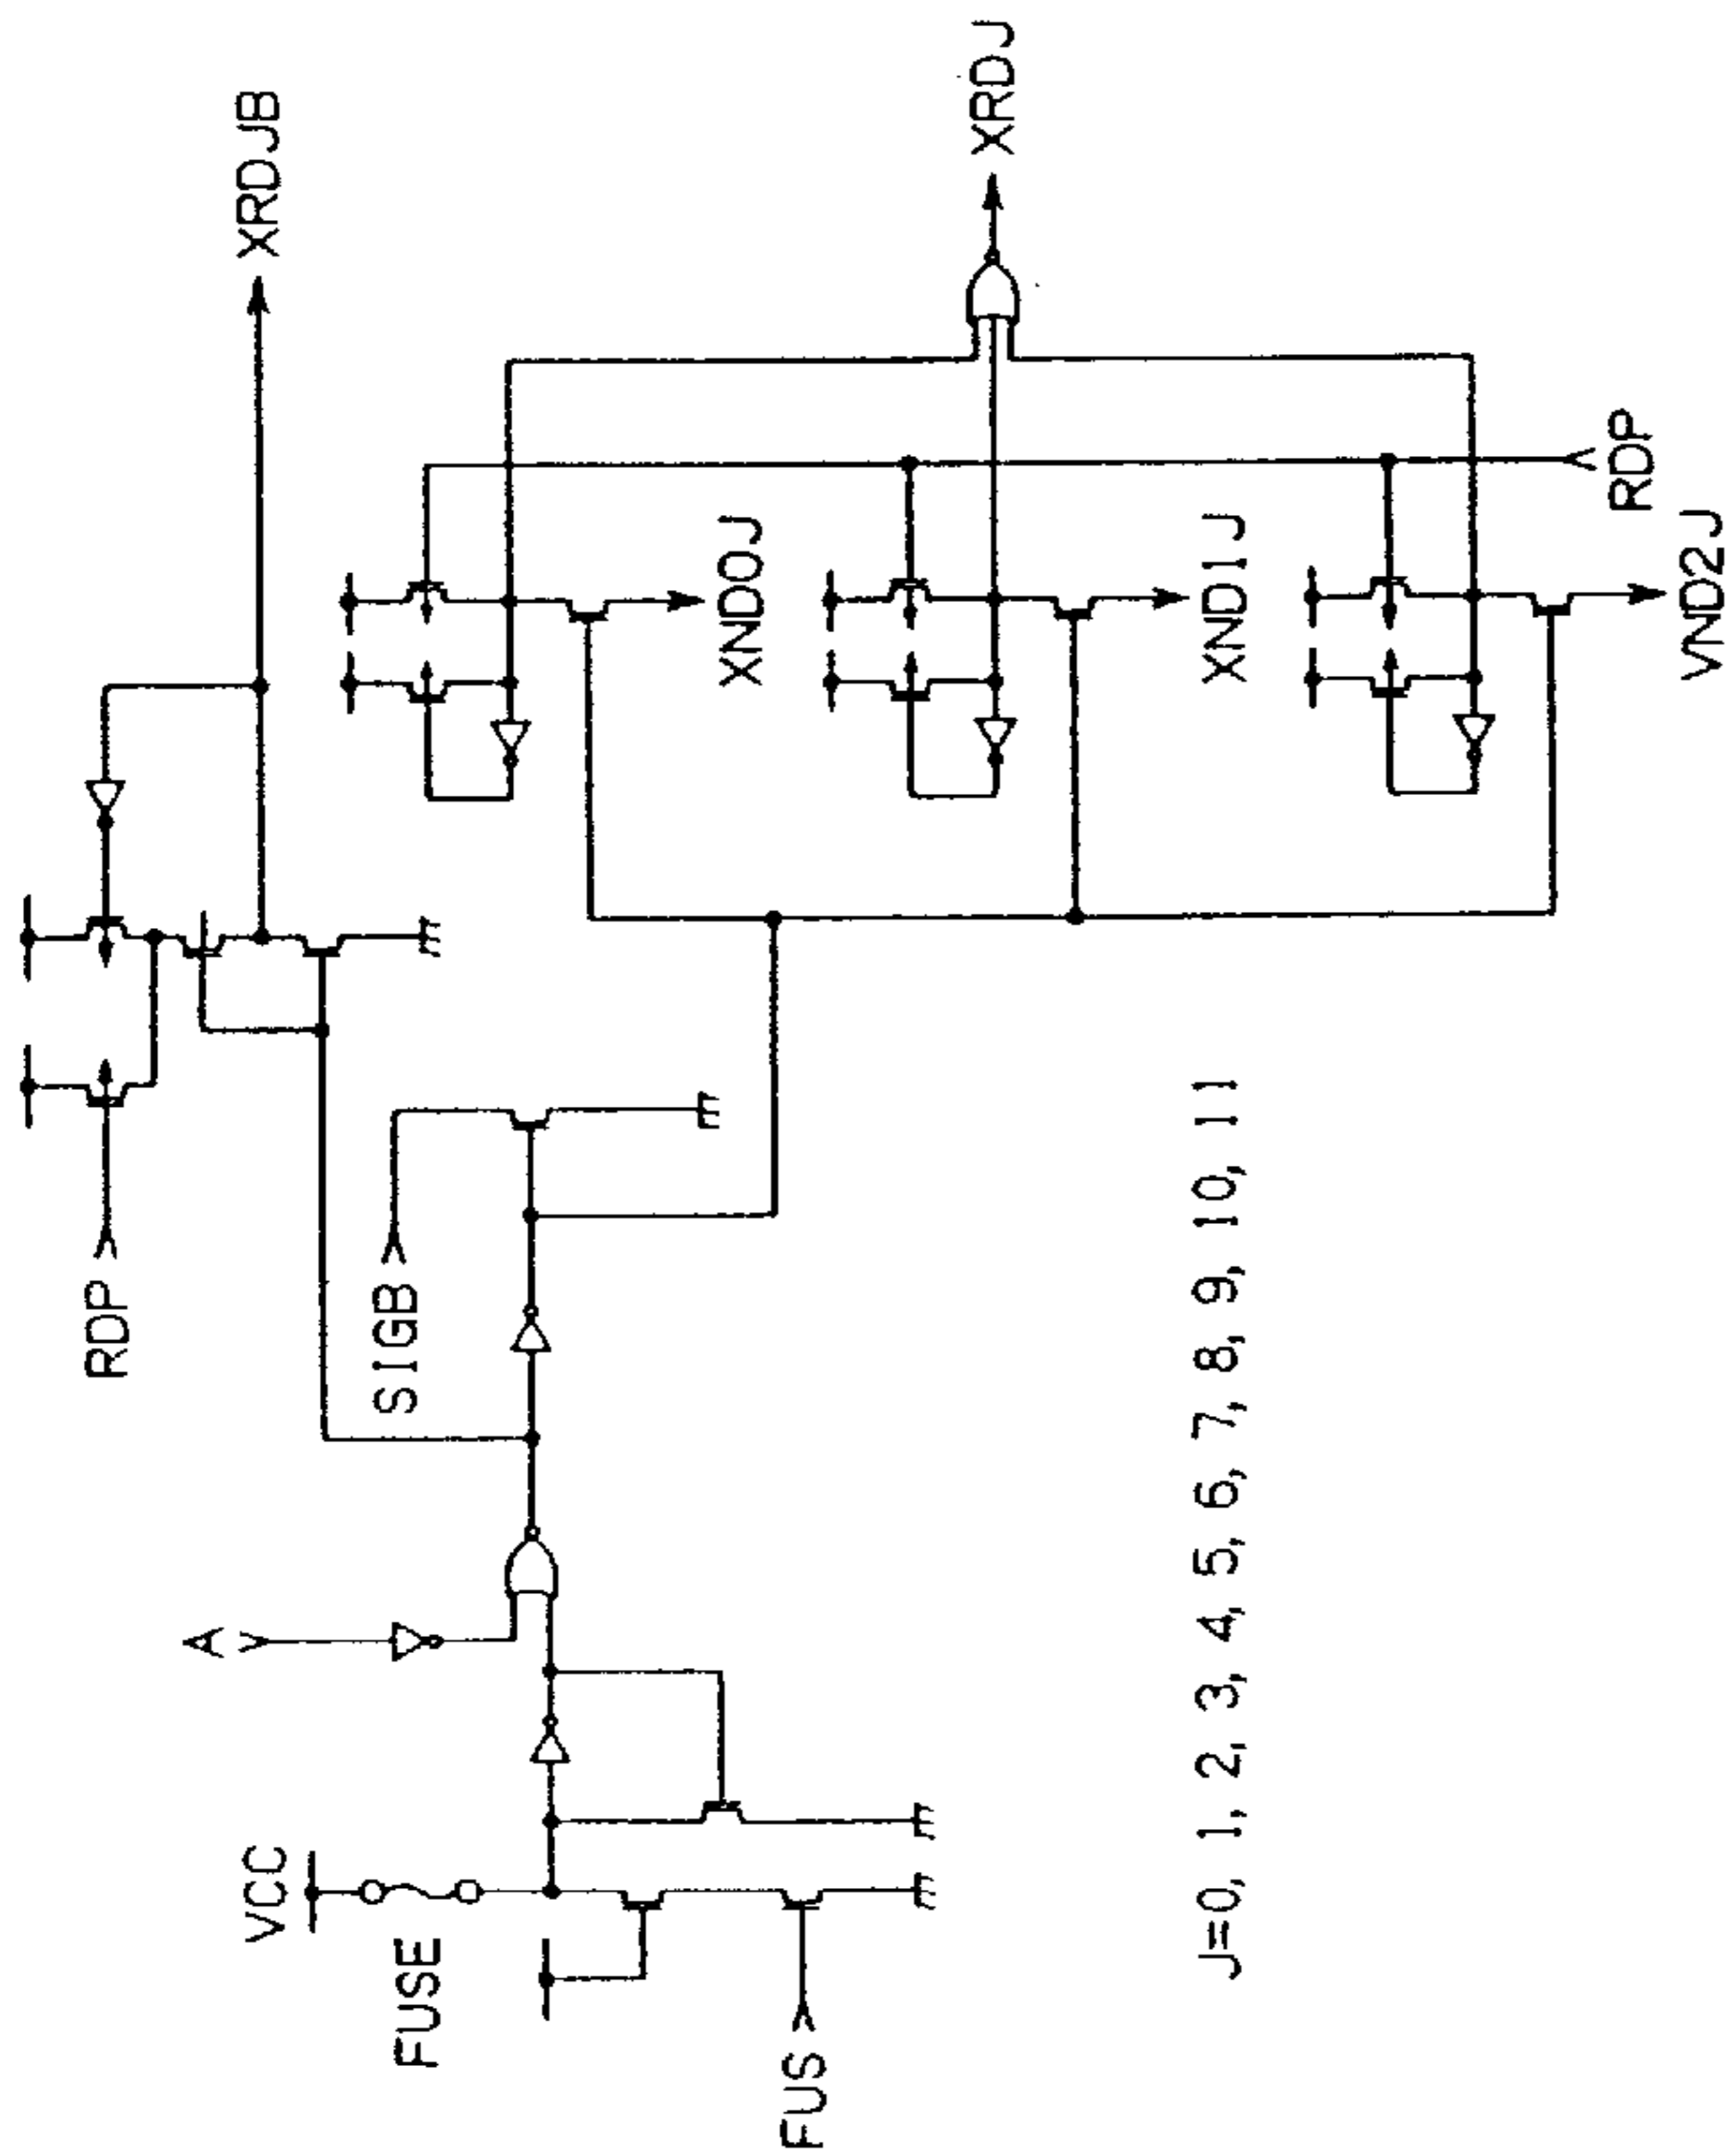 XRDJB
RDP
VCC
FUSE
A
SIGB
XND0J
XRDJ
FUS
XND1J
VND2J
RDP
J=0, 1, 2, 3, 4, 5, 6, 7, 8, 9, 10, 11